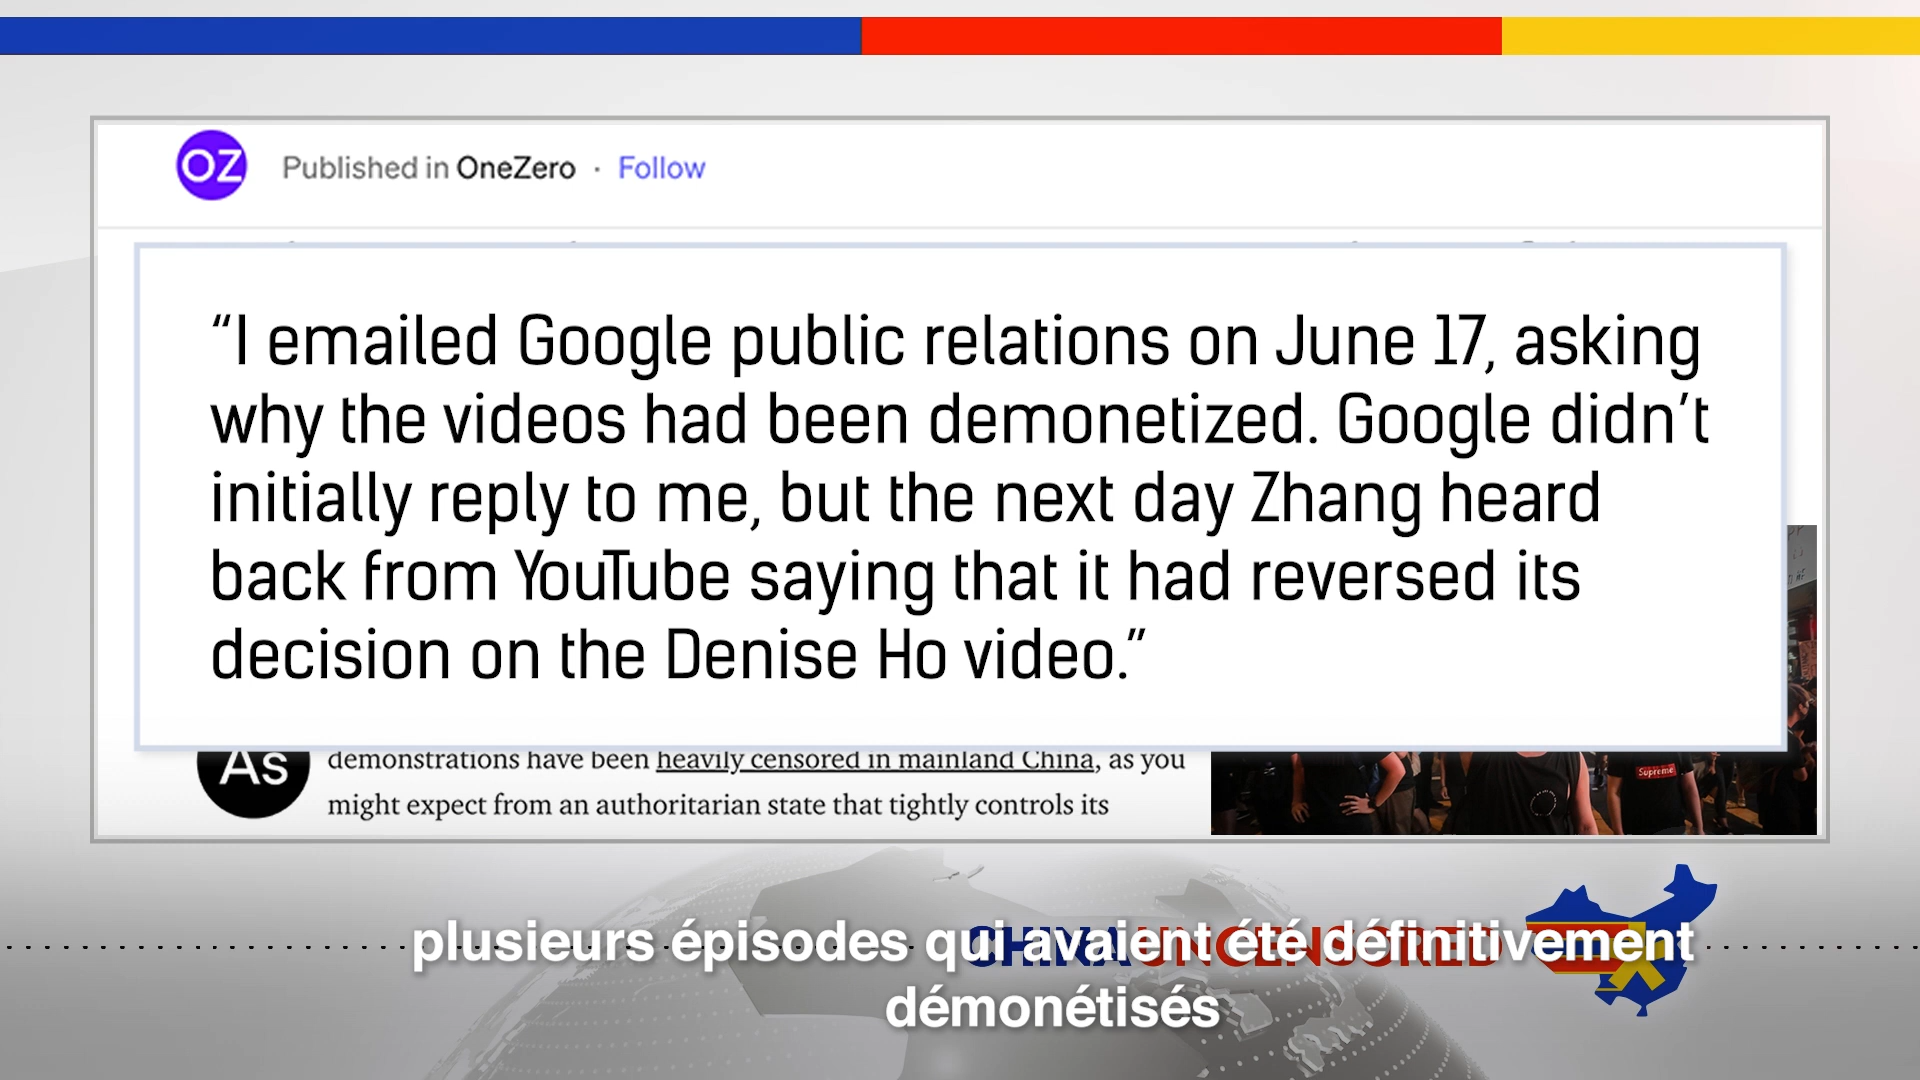 OZ Published in OneZero · Follow
“I emailed Google public relations on June 17, asking
why the videos had been demonetized. Google didn’t
initially reply to me, but the next day Zhang heard
back from YouTube saying that it had reversed its
decision on the Denise Ho video.”
As
demonstrations have been heavily censored in mainland China, as you
might expect from an authoritarian state that tightly controls its
Supreme
CHINA UNCENSORED
plusieurs épisodes qui avaient été définitivement
démonétisés